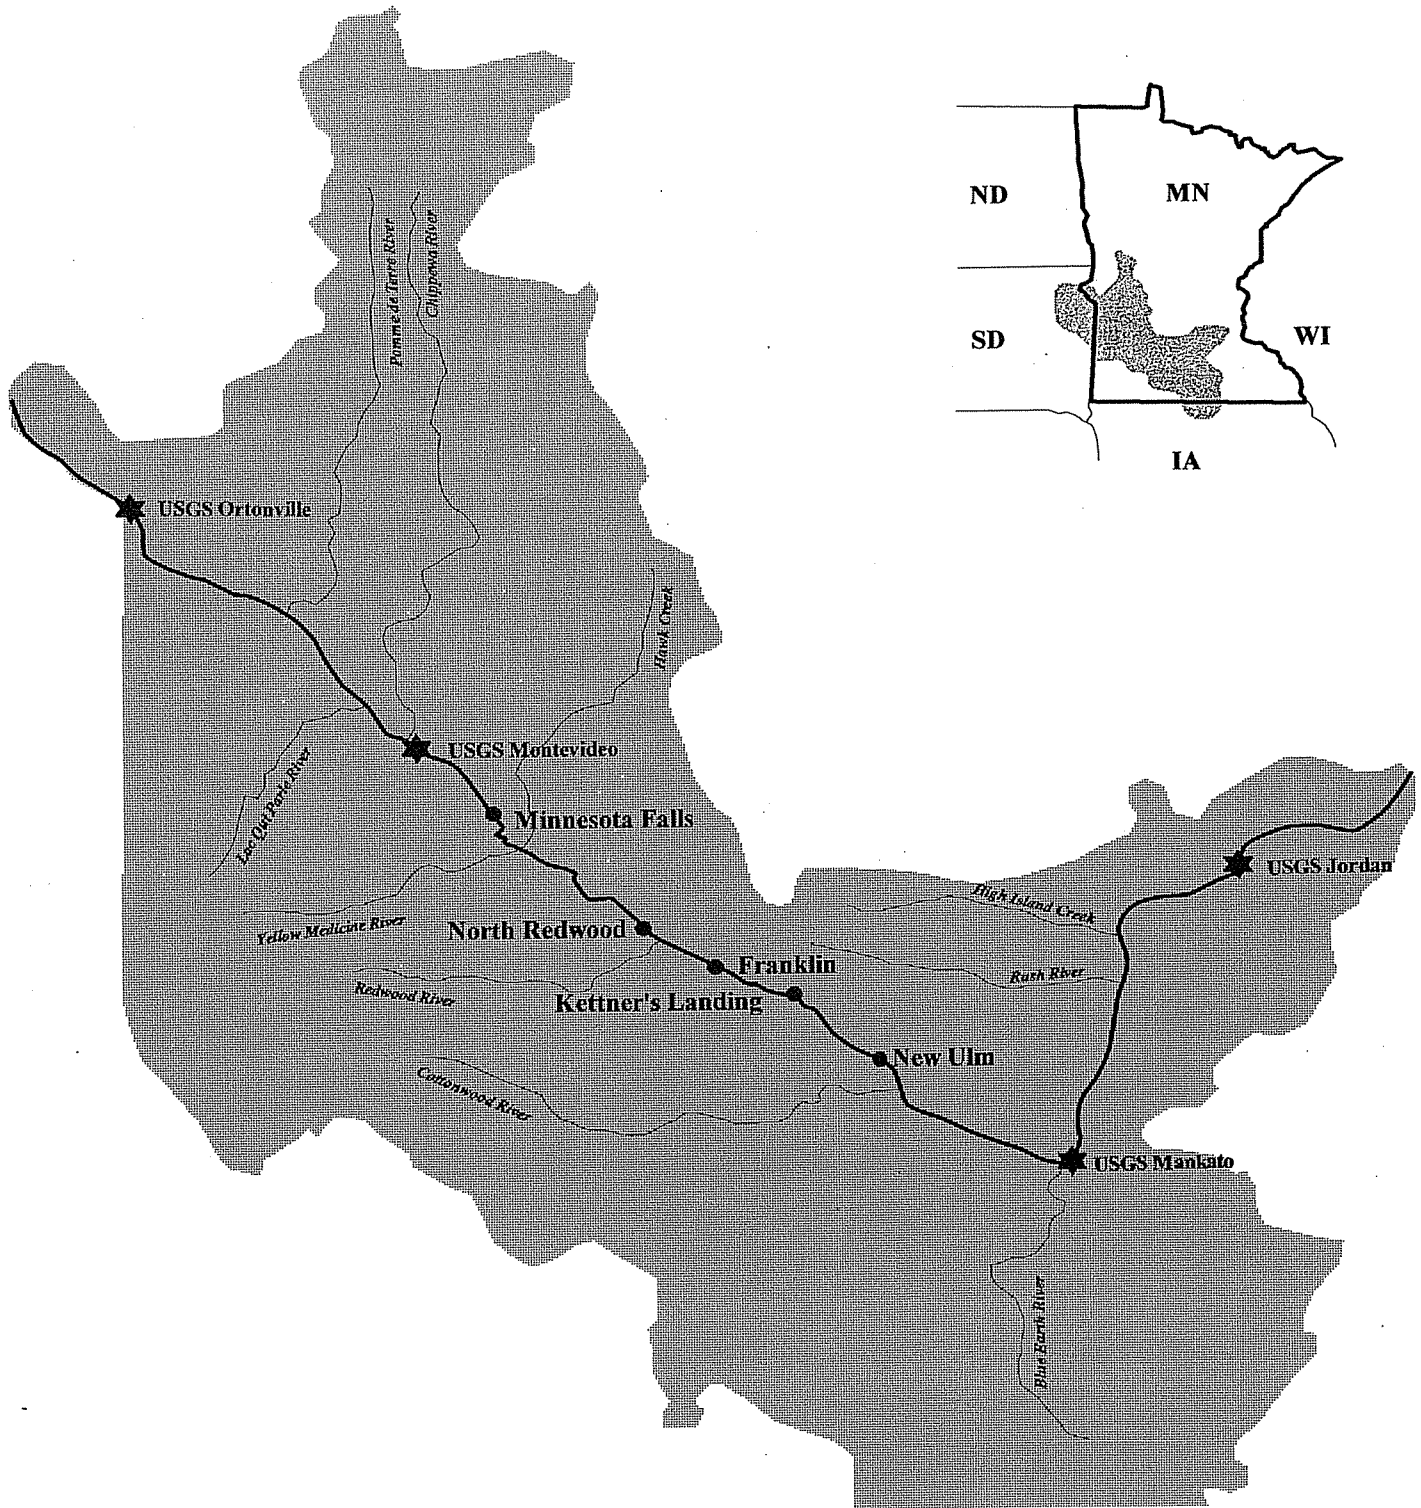 ND
MN
SD
WI
IA
Pomme de Terre River
Chippewa River
USGS Ortonville
Hawk Creek
USGS Montevideo
Lac Qui Parle River
Minnesota Falls
USGS Jordan
High Island Creek
Yellow Medicine River
North Redwood
Franklin
Rush River
Redwood River
Kettner's Landing
New Ulm
Cottonwood River
USGS Mankato
Blue Earth River